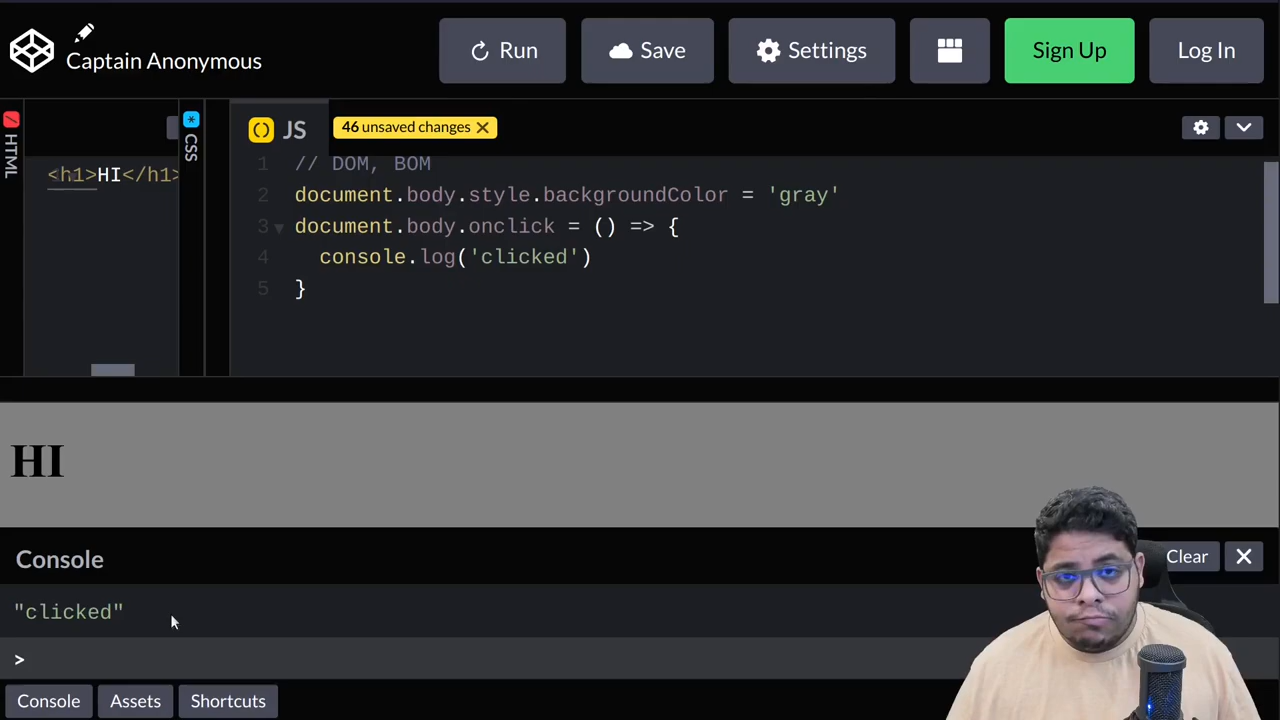 Captain Anonymous
Run
Save
Settings
Sign Up
Log In
HTML
<h1>HI</h1>
CSS
JS
46 unsaved changes
1 // DOM, BOM
2 document.body.style.backgroundColor = 'gray'
3 document.body.onclick = () => {
4 console.log('clicked')
5 }
HI
Console
Clear
"clicked"
>
Console
Assets
Shortcuts